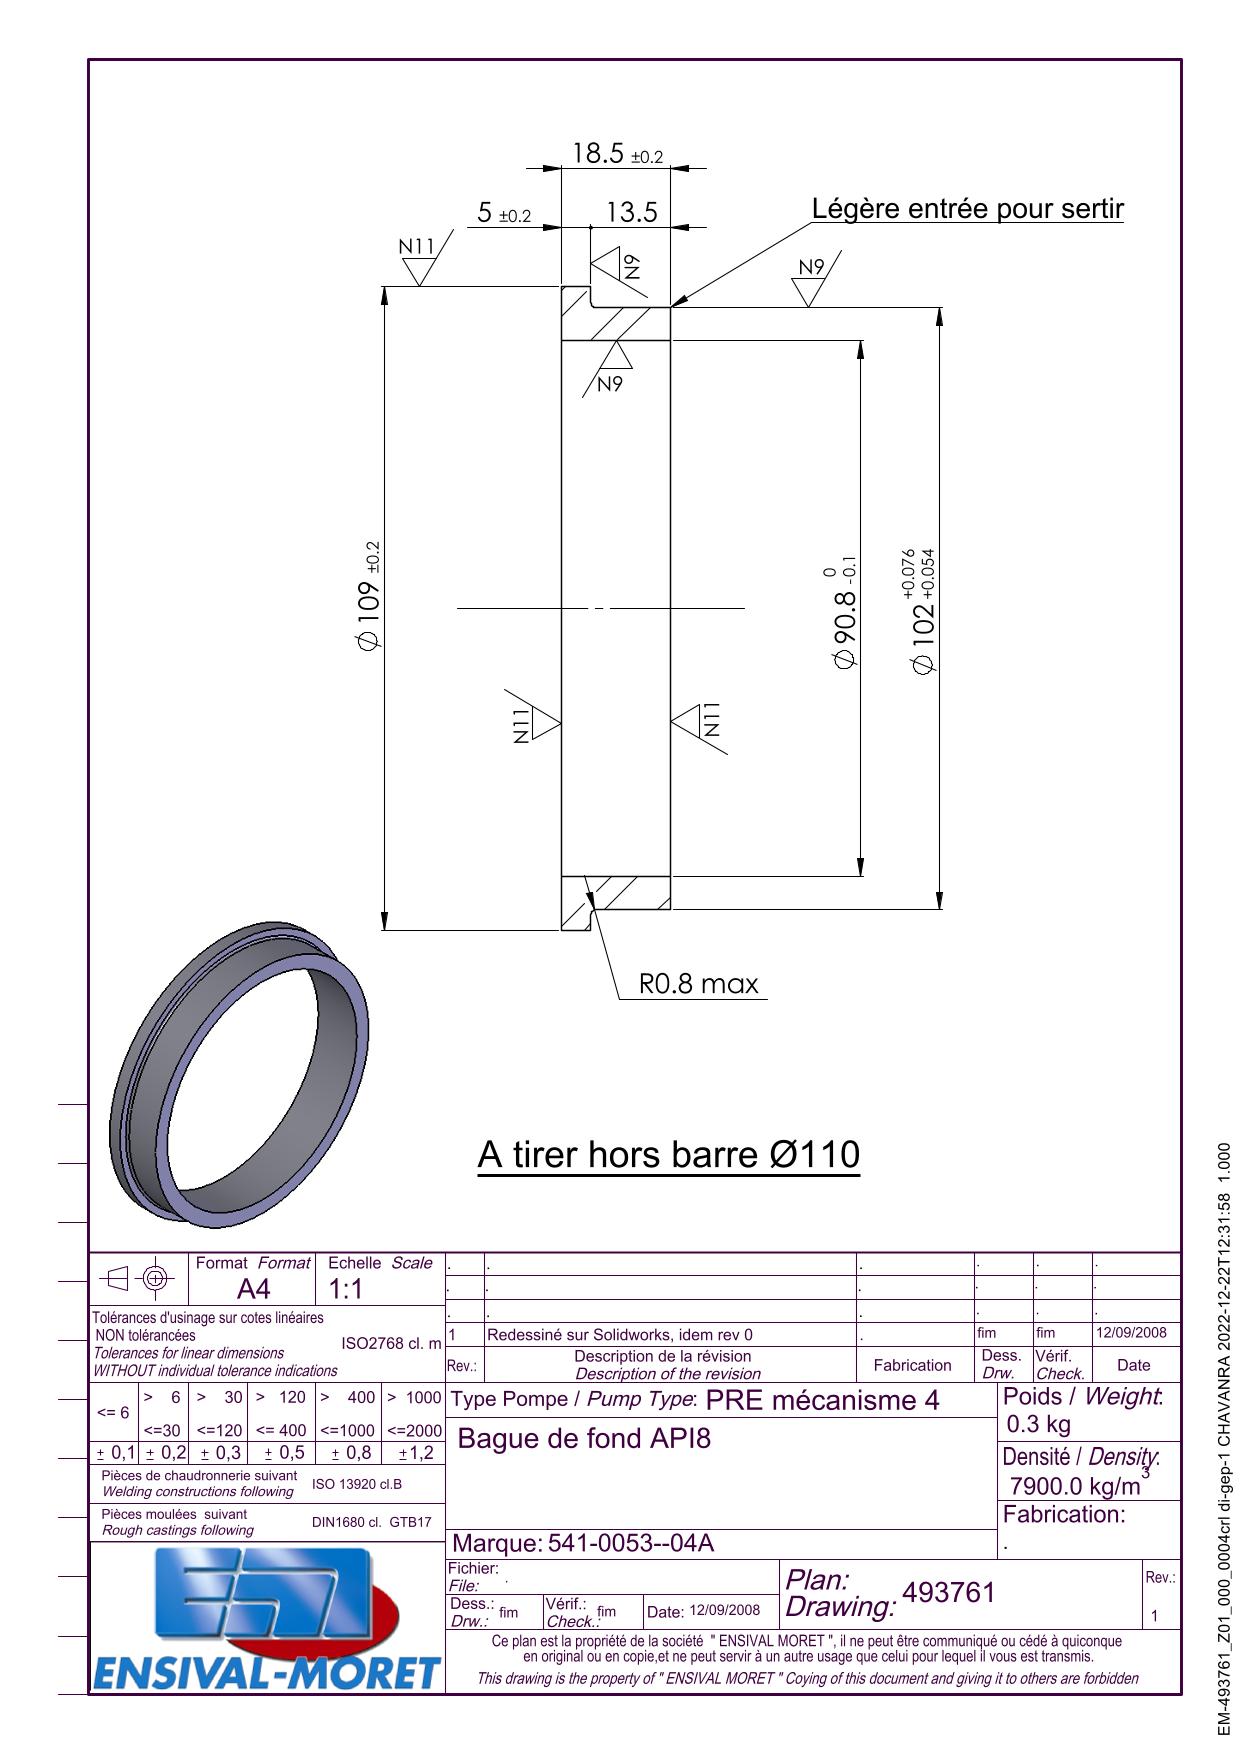 18.5 ±0.2
5 ±0.2
13.5
Légère entrée pour sertir
N11
N9
N9
N9
Ø 109 ±0.2
Ø 90.8 0 -0.1
Ø 102 +0.076 +0.054
N11
N11
R0.8 max
A tirer hors barre Ø110
Format Format
A4
Echelle Scale
1:1
Tolérances d'usinage sur cotes linéaires
NON tolérancées
Tolerances for linear dimensions
WITHOUT individual tolerance indications
ISO2768 cl. m
<= 6
> 6 <=30
> 30 <=120
> 120 <= 400
> 400 <=1000
> 1000 <=2000
± 0,1 ± 0,2 ± 0,3 ± 0,5 ± 0,8 ±1,2
Pièces de chaudronnerie suivant
Welding constructions following
ISO 13920 cl.B
Pièces moulées suivant
Rough castings following
DIN1680 cl. GTB17
ENSIVAL-MORET
. . . . . .
. . . . . .
. . . . . .
1 Redessiné sur Solidworks, idem rev 0 . fim fim 12/09/2008
Rev.:
Description de la révision
Description of the revision
Fabrication
Dess.
Drw.
Vérif.
Check.
Date
Type Pompe / Pump Type: PRE mécanisme 4
Bague de fond API8
Marque: 541-0053--04A
Poids / Weight:
0.3 kg
Densité / Density:
7900.0 kg/m³
Fabrication:
.
Fichier:
File: .
Dess.:
Drw.: fim
Vérif.:
Check.: fim
Date: 12/09/2008
Plan:
Drawing: 493761
Rev.:
1
Ce plan est la propriété de la société " ENSIVAL MORET ", il ne peut être communiqué ou cédé à quiconque
en original ou en copie,et ne peut servir à un autre usage que celui pour lequel il vous est transmis.
This drawing is the property of " ENSIVAL MORET " Coying of this document and giving it to others are forbidden
EM-493761_Z01_000_0004crl di-gep-1 CHAVANRA 2022-12-22T12:31:58 1.000